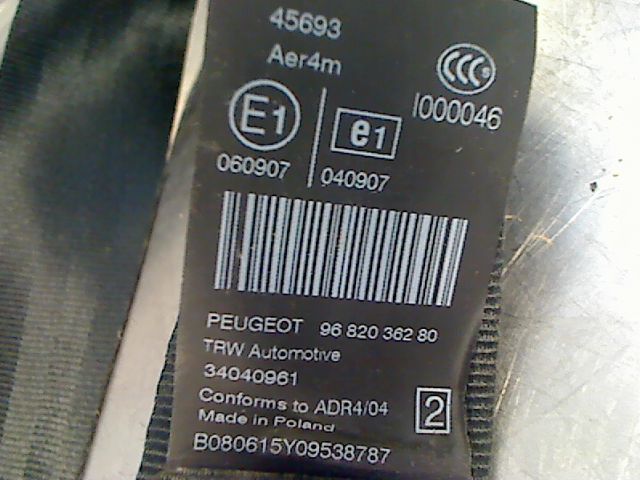 45693
Aer4m
CCC S
I000046
E1
e1
060907
040907
PEUGEOT 96 820 362 80
TRW Automotive
34040961
Conforms to ADR4/04
Made in Poland
2
B080615Y09538787